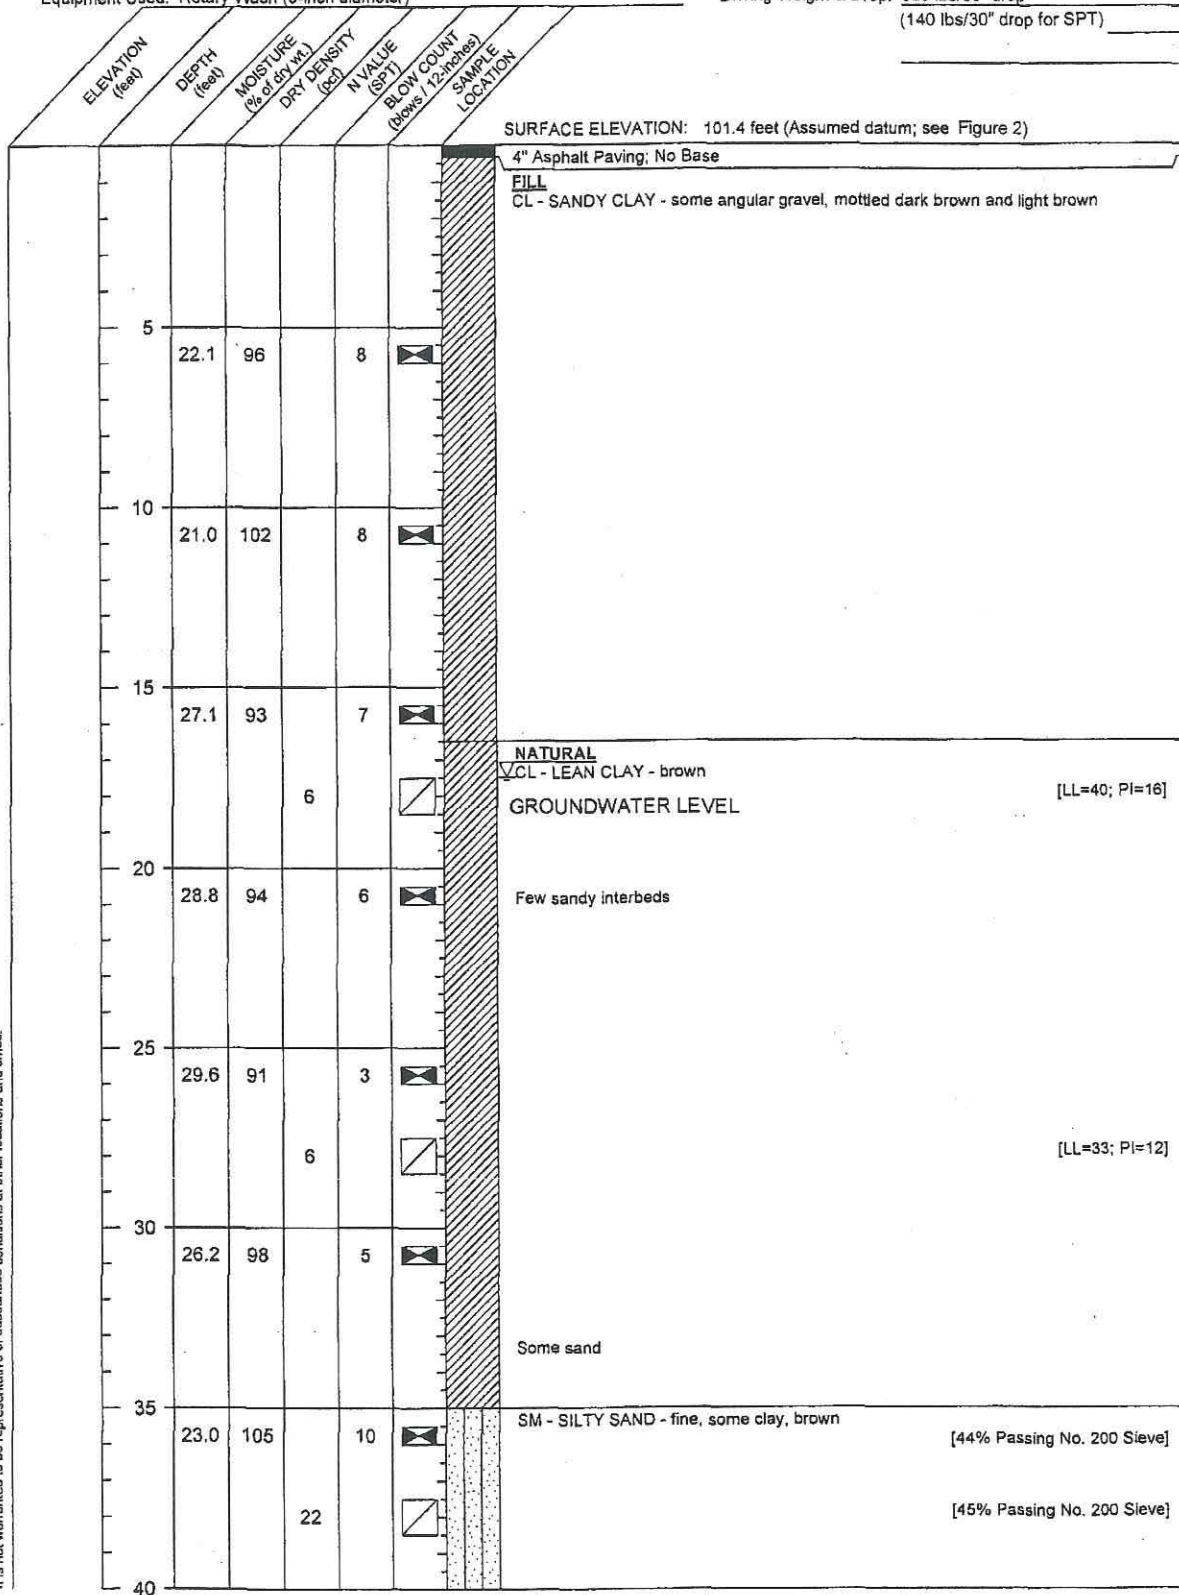 Equipment Used: Rotary Wash
(140 lbs/30" drop for SPT)
ELEVATION (feet)
DEPTH (feet)
MOISTURE (% of dry wt.)
DRY DENSITY (pcf)
N VALUE (SPT)
BLOW COUNT (blows / 12-inches)
SAMPLE LOCATION
SURFACE ELEVATION: 101.4 feet (Assumed datum; see Figure 2)
4" Asphalt Paving; No Base
FILL
CL - SANDY CLAY - some angular gravel, mottled dark brown and light brown
5
22.1 96 8
10
21.0 102 8
15
27.1 93 7
NATURAL
CL - LEAN CLAY - brown
6 [LL=40; PI=16]
GROUNDWATER LEVEL
20
28.8 94 6 Few sandy interbeds
25
29.6 91 3
6 [LL=33; PI=12]
30
26.2 98 5
Some sand
35
SM - SILTY SAND - fine, some clay, brown
23.0 105 10 [44% Passing No. 200 Sieve]
22 [45% Passing No. 200 Sieve]
40